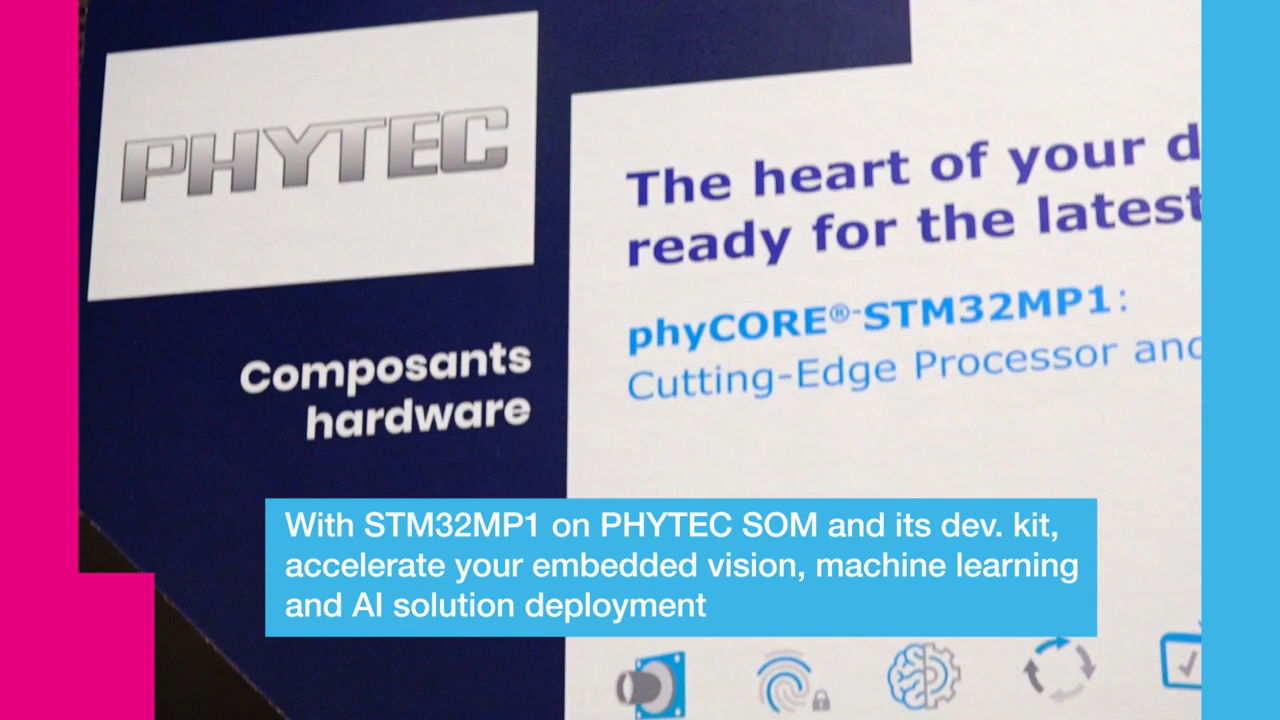 PHYTEC
Composants
hardware
The heart of your d
ready for the latest
phyCORE®-STM32MP1:
Cutting-Edge Processor and
With STM32MP1 on PHYTEC SOM and its dev. kit,
accelerate your embedded vision, machine learning
and AI solution deployment